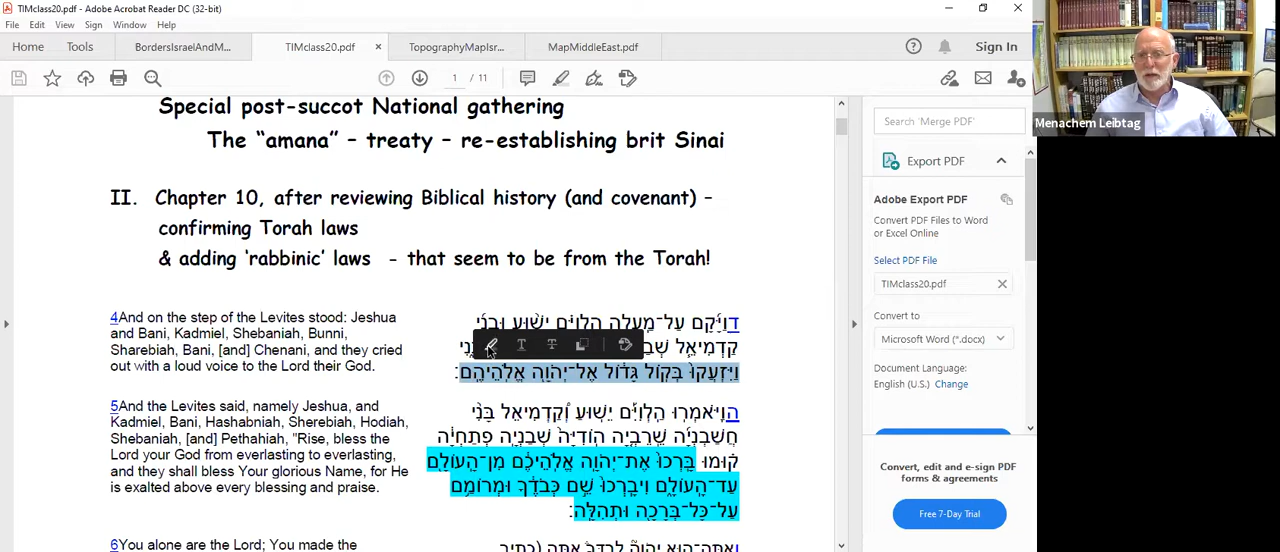 TIMclass20.pdf - Adobe Acrobat Reader DC (32-bit)
File Edit View Sign Window Help
Home Tools BordersIsraelAndM... TIMclass20.pdf TopographyMapIsr... MapMiddleEast.pdf Sign In
1 / 11
Special post-succot National gathering
The “amana” – treaty – re-establishing brit Sinai
II. Chapter 10, after reviewing Biblical history (and covenant) –
confirming Torah laws
& adding ‘rabbinic’ laws - that seem to be from the Torah!
4And on the step of the Levites stood: Jeshua
and Bani, Kadmiel, Shebaniah, Bunni,
Sharebiah, Bani, [and] Chenani, and they cried
out with a loud voice to the Lord their God.
דוַיָּ֜קׇם עַל־מַֽעֲלֵ֣ה הַלְוִיִּ֗ם יֵשׁ֨וּעַ וּבָנִ֜י
קַדְמִיאֵ֧ל
וַֽיִּזְעֲקוּ֙ בְּק֣וֹל גָּד֔וֹל אֶל־יְהֹוָ֖ה אֱלֹֽהֵיהֶֽם:
5And the Levites said, namely Jeshua, and
Kadmiel, Bani, Hashabniah, Sherebiah, Hodiah,
Shebaniah, [and] Pethahiah, "Rise, bless the
Lord your God from everlasting to everlasting,
and they shall bless Your glorious Name, for He
is exalted above every blessing and praise.
הוַיֹּֽאמְר֣וּ הַלְוִיִּ֡ם יֵשׁ֣וּעַ וְ֠קַדְמִיאֵל בָּנִ֨י
חֲשַׁבְנְיָ֜ה שֵׁרֵֽבְיָ֤ה הֽוֹדִיָּה֙ שְׁבַנְיָ֣ה פְתַֽחְיָ֔ה
ק֗וּמוּ בָּֽרְכוּ֙ אֶת־יְהֹוָ֣ה אֱלֹֽהֵיכֶ֔ם מִן־הָֽעוֹלָ֖ם
עַד־הָֽעוֹלָ֑ם וִיבָֽרְכוּ֙ שֵׁ֣ם כְּבֹדֶ֔ךָ וּמְרוֹמַ֥ם
עַל־כׇּל־בְּרָכָ֖ה וּתְהִלָּֽה:
6You alone are the Lord; You made the
ואַתָּה־ה֣וּא יְהֹוָה֘ לְבַדֶּ֒ךָ֒ אַתָּ֣ה (כתיב
Search 'Merge PDF'
Export PDF
Adobe Export PDF
Convert PDF Files to Word
or Excel Online
Select PDF File
TIMclass20.pdf
Convert to
Microsoft Word (*.docx)
Document Language:
English (U.S.) Change
Convert, edit and e-sign PDF
forms & agreements
Free 7-Day Trial
Menachem Leibtag